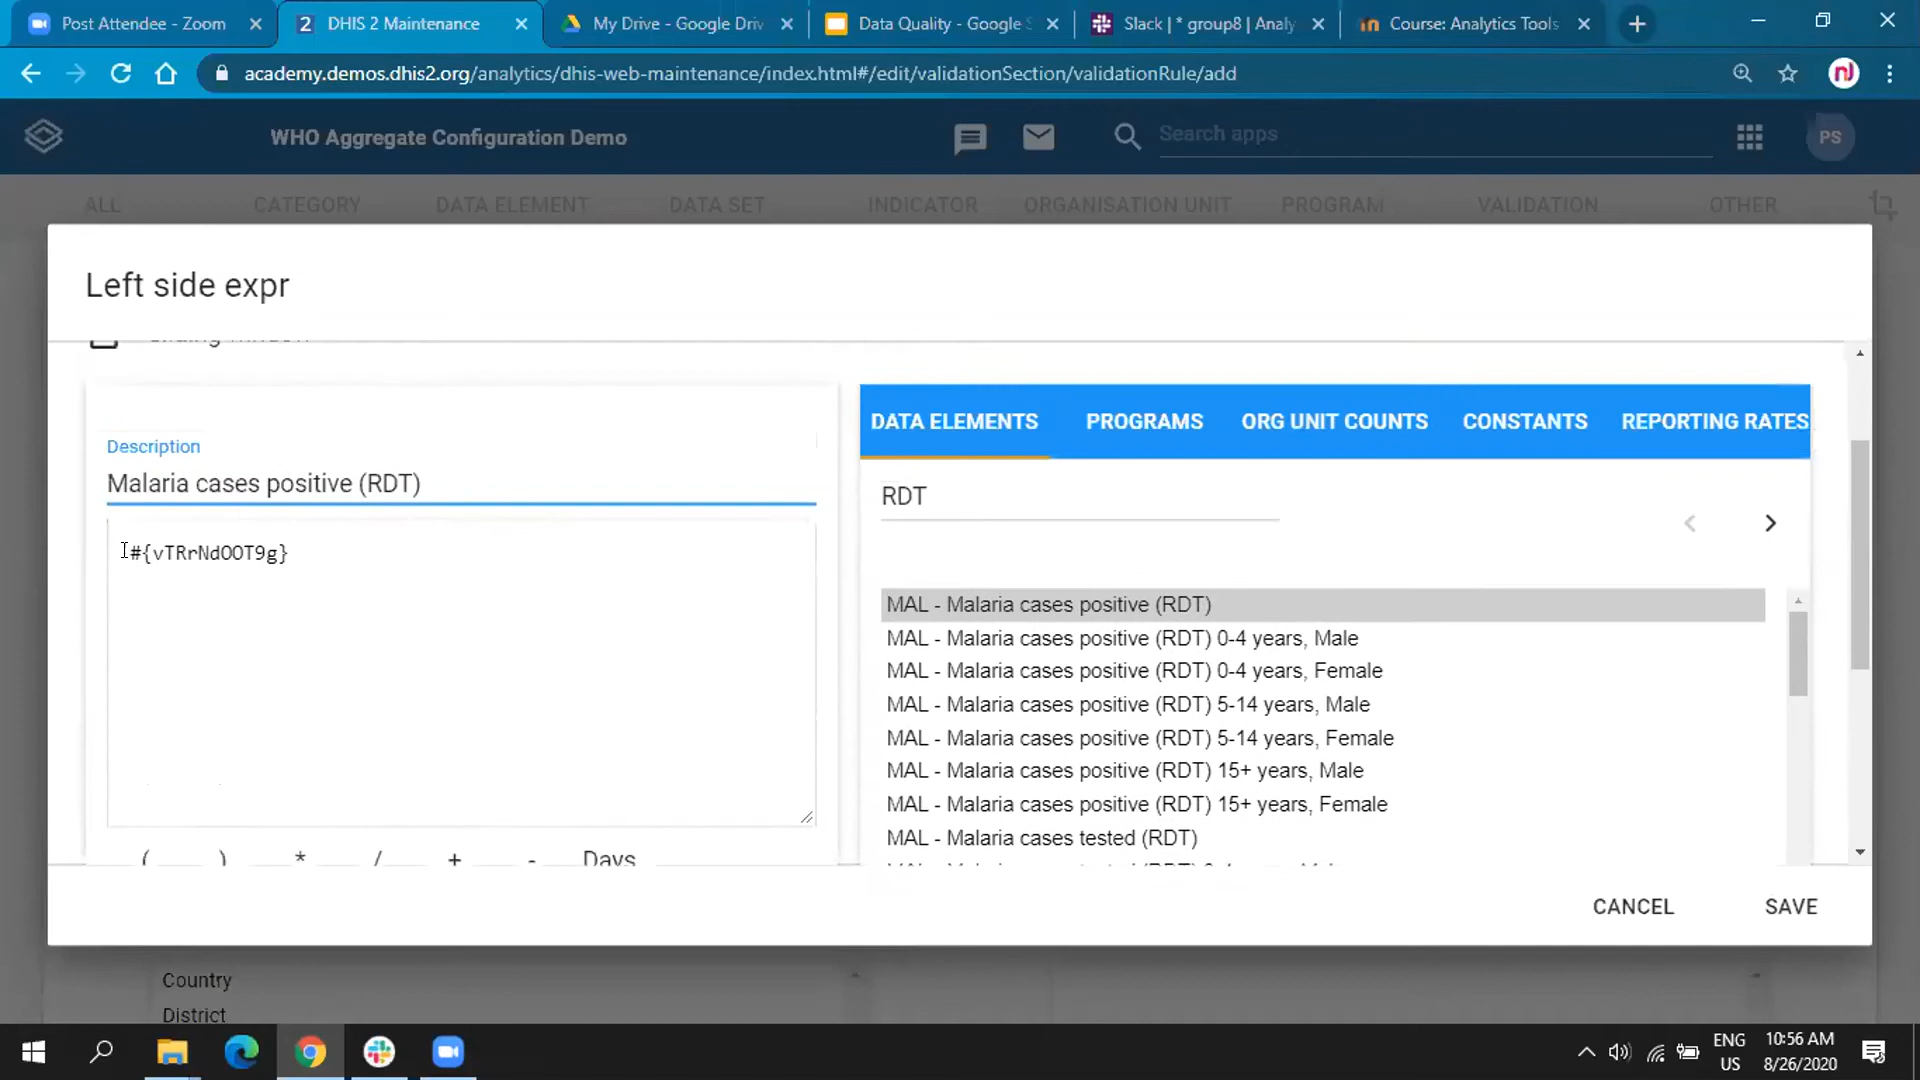 Post Attendee - Zoom
DHIS 2 Maintenance
My Drive - Google Driv
Data Quality - Google S
Slack | * group8 | Analy
Course: Analytics Tools
academy.demos.dhis2.org/analytics/dhis-web-maintenance/index.html#/edit/validationSection/validationRule/add
WHO Aggregate Configuration Demo
Search apps
PS
ALL
CATEGORY
DATA ELEMENT
DATA SET
INDICATOR
ORGANISATION UNIT
PROGRAM
VALIDATION
OTHER
Left side expr
Description
Malaria cases positive (RDT)
#{vTRrNdOOT9g}
( ) * / + - Days
DATA ELEMENTS
PROGRAMS
ORG UNIT COUNTS
CONSTANTS
REPORTING RATES
RDT
MAL - Malaria cases positive (RDT)
MAL - Malaria cases positive (RDT) 0-4 years, Male
MAL - Malaria cases positive (RDT) 0-4 years, Female
MAL - Malaria cases positive (RDT) 5-14 years, Male
MAL - Malaria cases positive (RDT) 5-14 years, Female
MAL - Malaria cases positive (RDT) 15+ years, Male
MAL - Malaria cases positive (RDT) 15+ years, Female
MAL - Malaria cases tested (RDT)
CANCEL
SAVE
Country
District
ENG
US
10:56 AM
8/26/2020